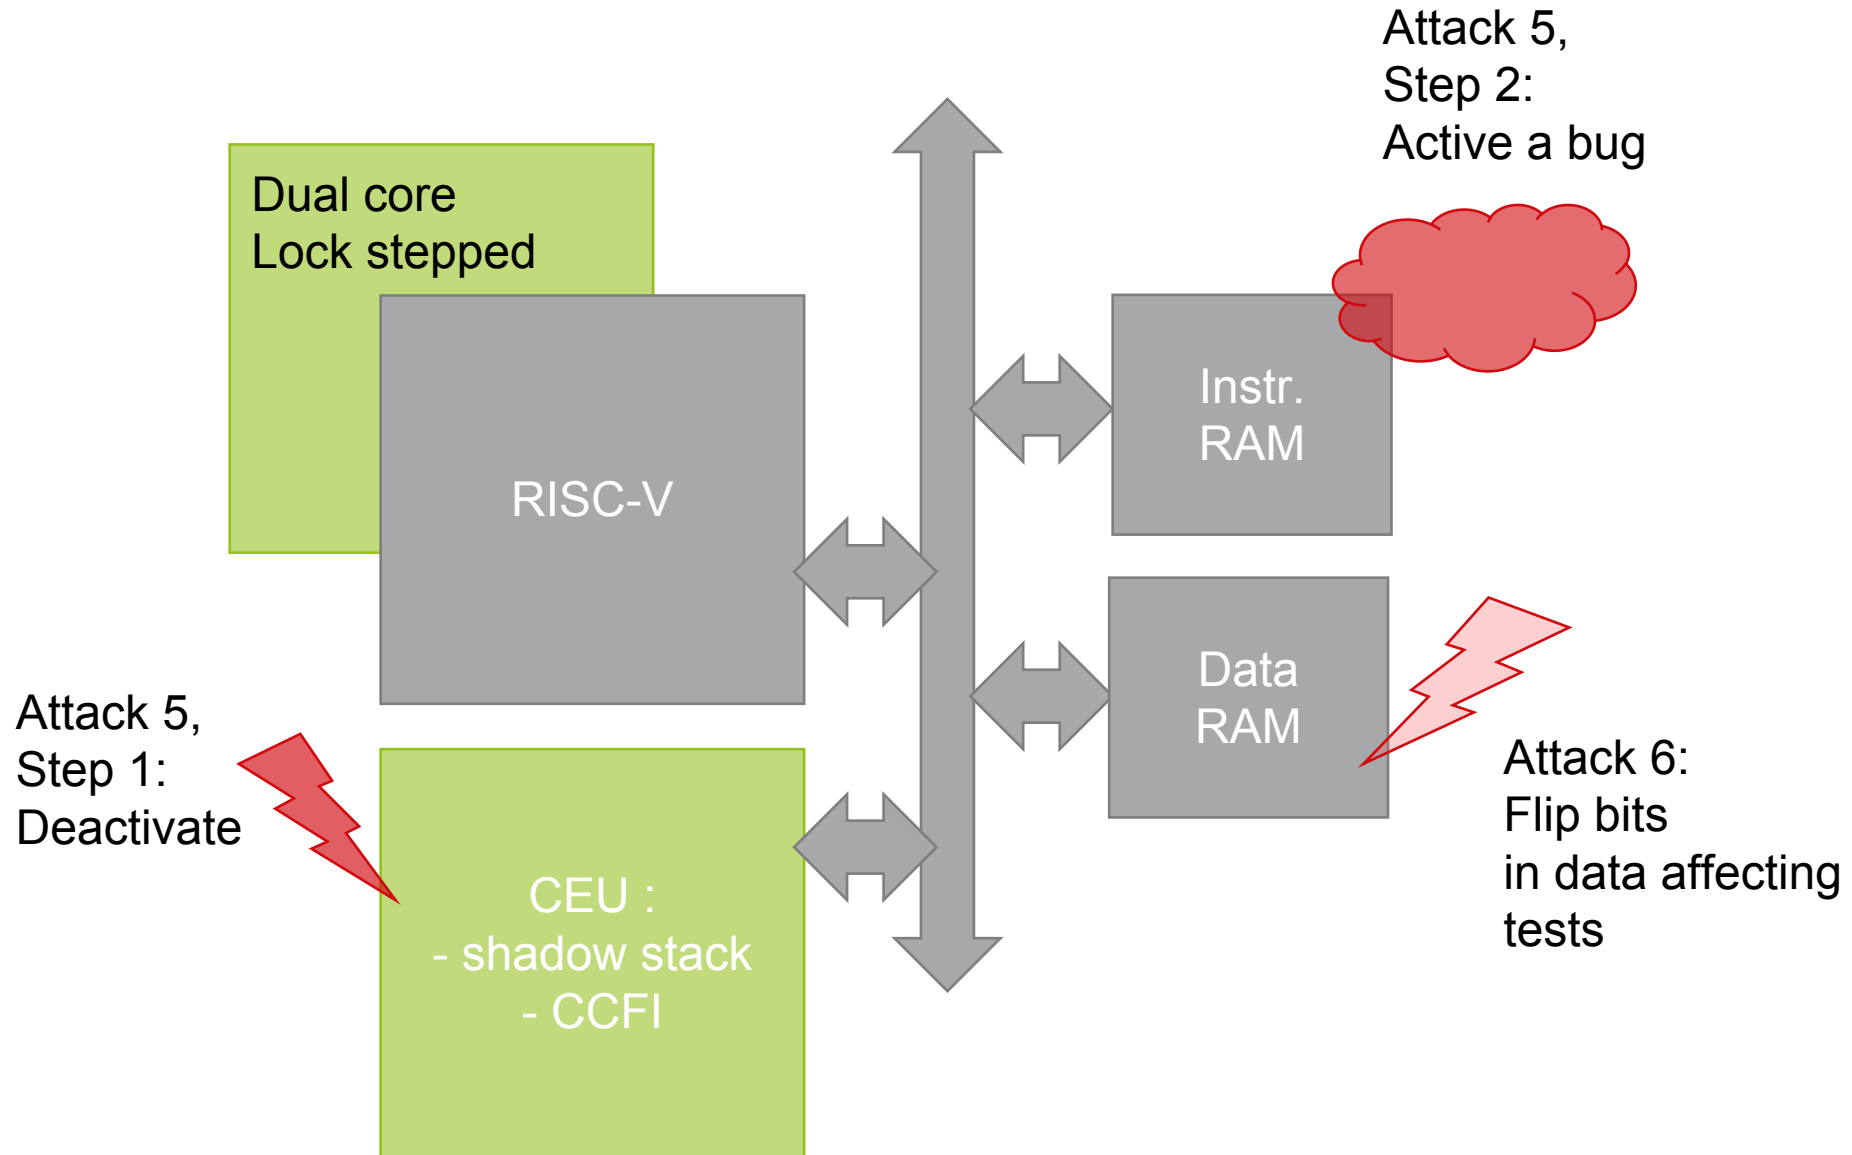 Attack 5,
Step 2:
Active a bug
Dual core
Lock stepped
RISC-V
Instr.
RAM
Data
RAM
Attack 5,
Step 1:
Deactivate
Attack 6:
Flip bits
in data affecting
tests
CEU :
- shadow stack
- CCFI